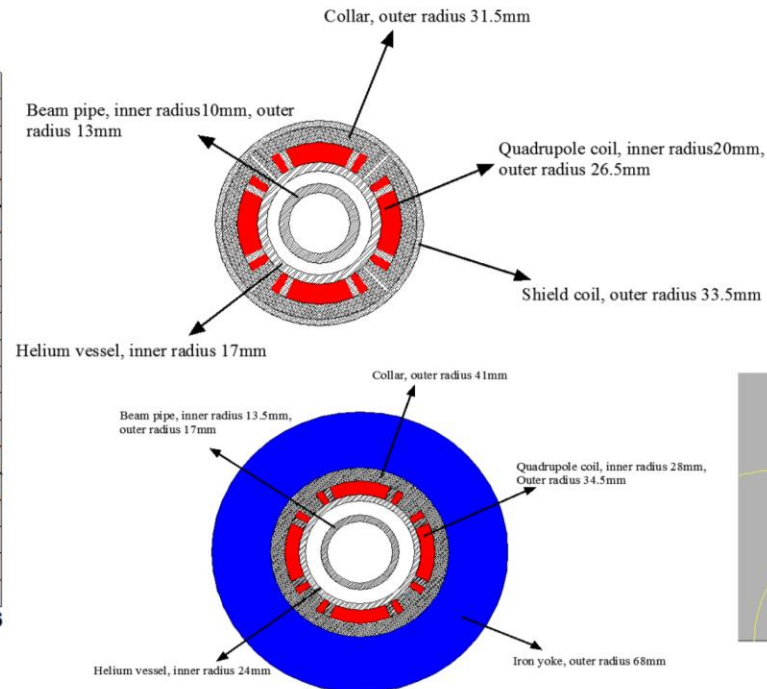 Collar, outer radius 31.5mm
Beam pipe, inner radius10mm, outer
radius 13mm
Quadrupole coil, inner radius20mm,
outer radius 26.5mm
Shield coil, outer radius 33.5mm
Helium vessel, inner radius 17mm
Collar, outer radius 41mm
Beam pipe, inner radius 13.5mm,
outer radius 17mm
Quadrupole coil, inner radius 28mm,
Outer radius 34.5mm
Helium vessel, inner radius 24mm
Iron yoke, outer radius 68mm